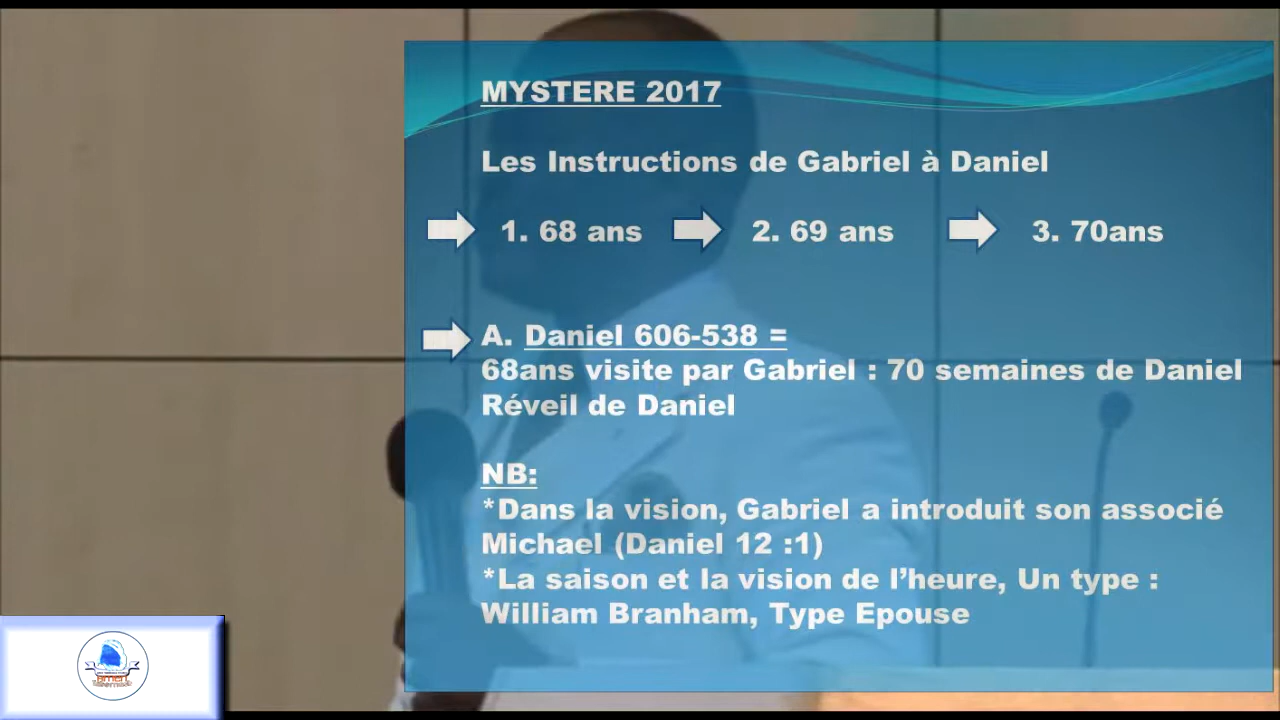 MYSTERE 2017
Les Instructions de Gabriel à Daniel
1. 68 ans 2. 69 ans 3. 70ans
A. Daniel 606-538 =
68ans visite par Gabriel : 70 semaines de Daniel
Réveil de Daniel
NB:
*Dans la vision, Gabriel a introduit son associé
Michael (Daniel 12 :1)
*La saison et la vision de l’heure, Un type :
William Branham, Type Epouse